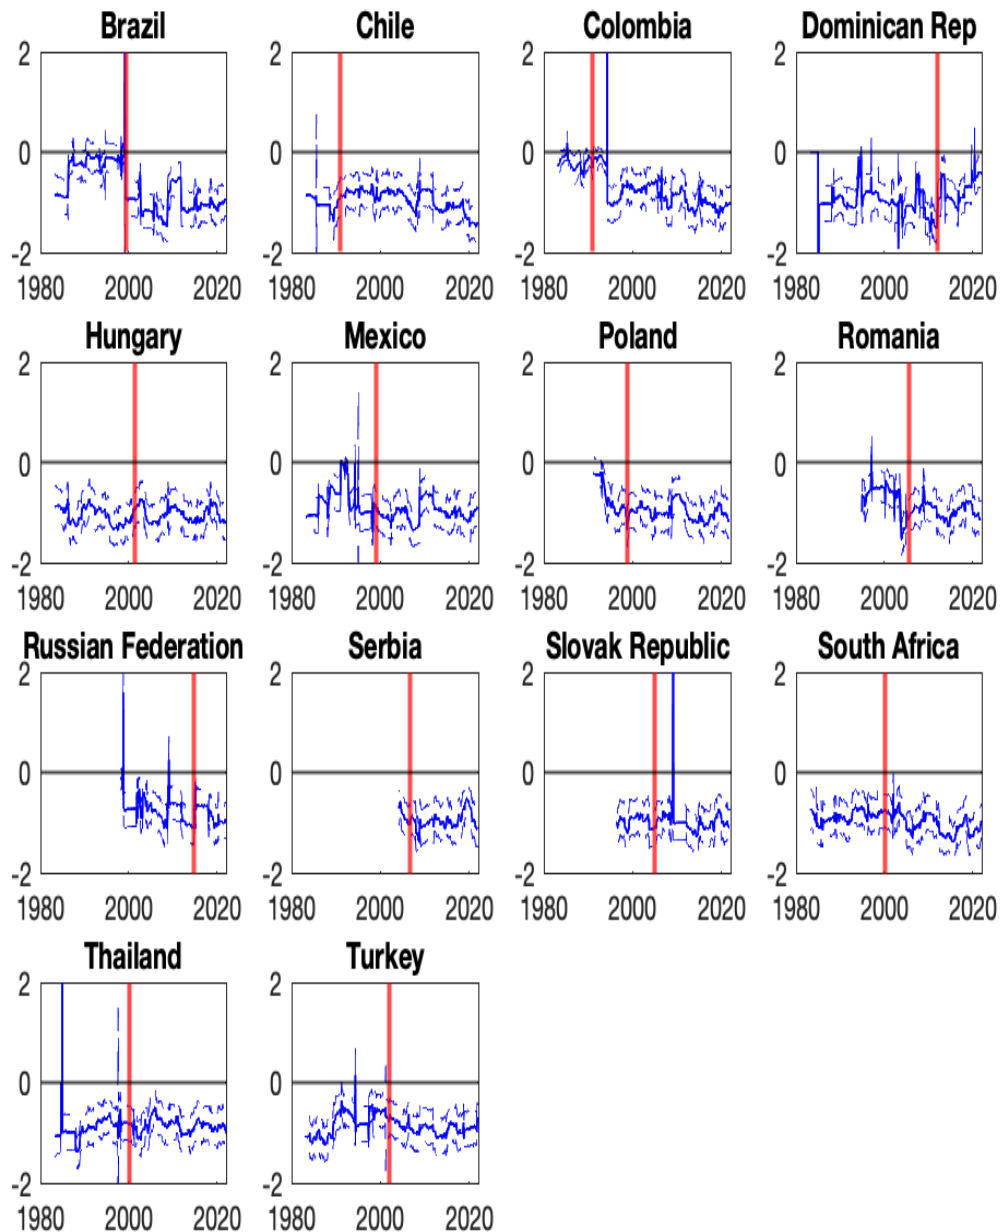 Brazil Chile Colombia Dominican Rep
2 2 2 2
0 0 0 0
-2 -2 -2 -2
1980 2000 2020 1980 2000 2020 1980 2000 2020 1980 2000 2020
Hungary Mexico Poland Romania
2 2 2 2
0 0 0 0
-2 -2 -2 -2
1980 2000 2020 1980 2000 2020 1980 2000 2020 1980 2000 2020
Russian Federation Serbia Slovak Republic South Africa
2 2 2 2
0 0 0 0
-2 -2 -2 -2
1980 2000 2020 1980 2000 2020 1980 2000 2020 1980 2000 2020
Thailand Turkey
2 2
0 0
-2 -2
1980 2000 2020 1980 2000 2020